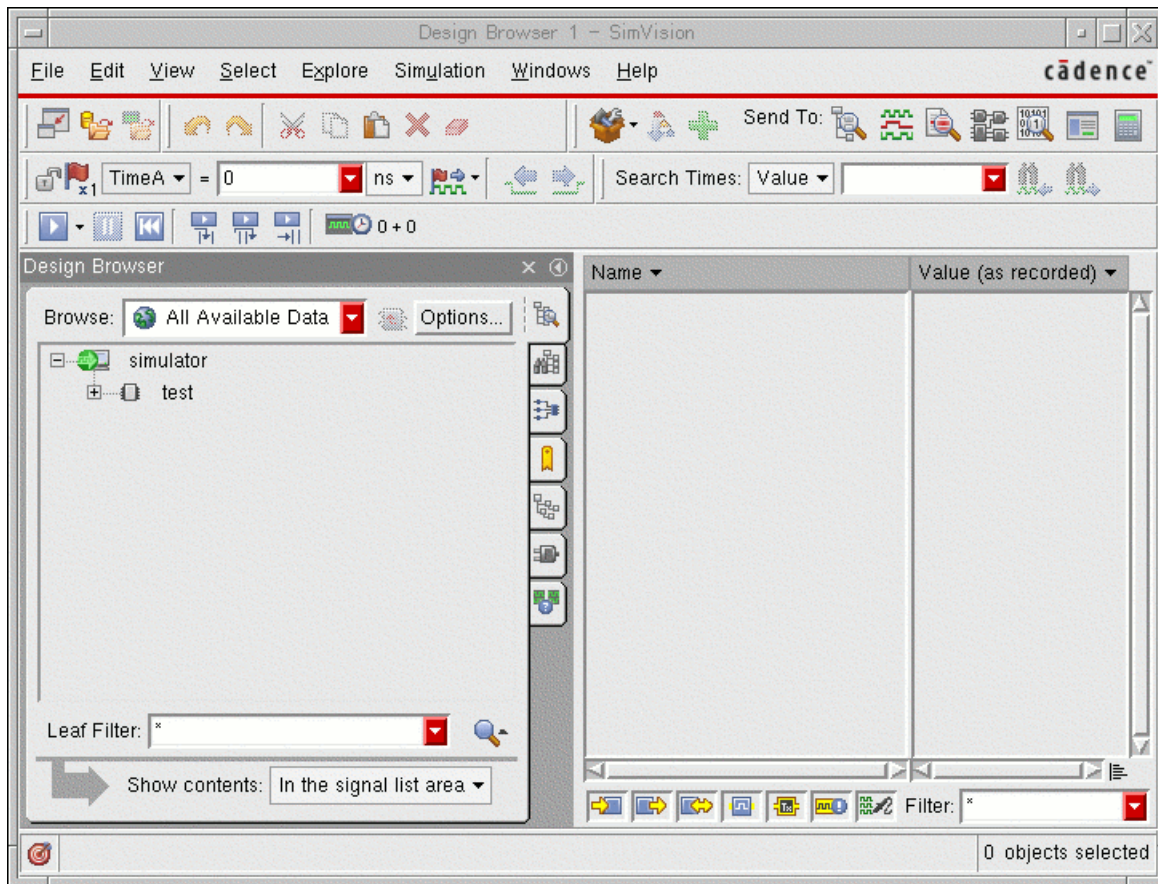 Design Browser 1 - SimVision
File Edit View Select Explore Simulation Windows Help cādence
Send To:
TimeA = 0 ns Search Times: Value
0 + 0
Design Browser
Name Value (as recorded)
Browse: All Available Data Options...
simulator
test
Leaf Filter: *
Show contents: In the signal list area
Filter: *
0 objects selected